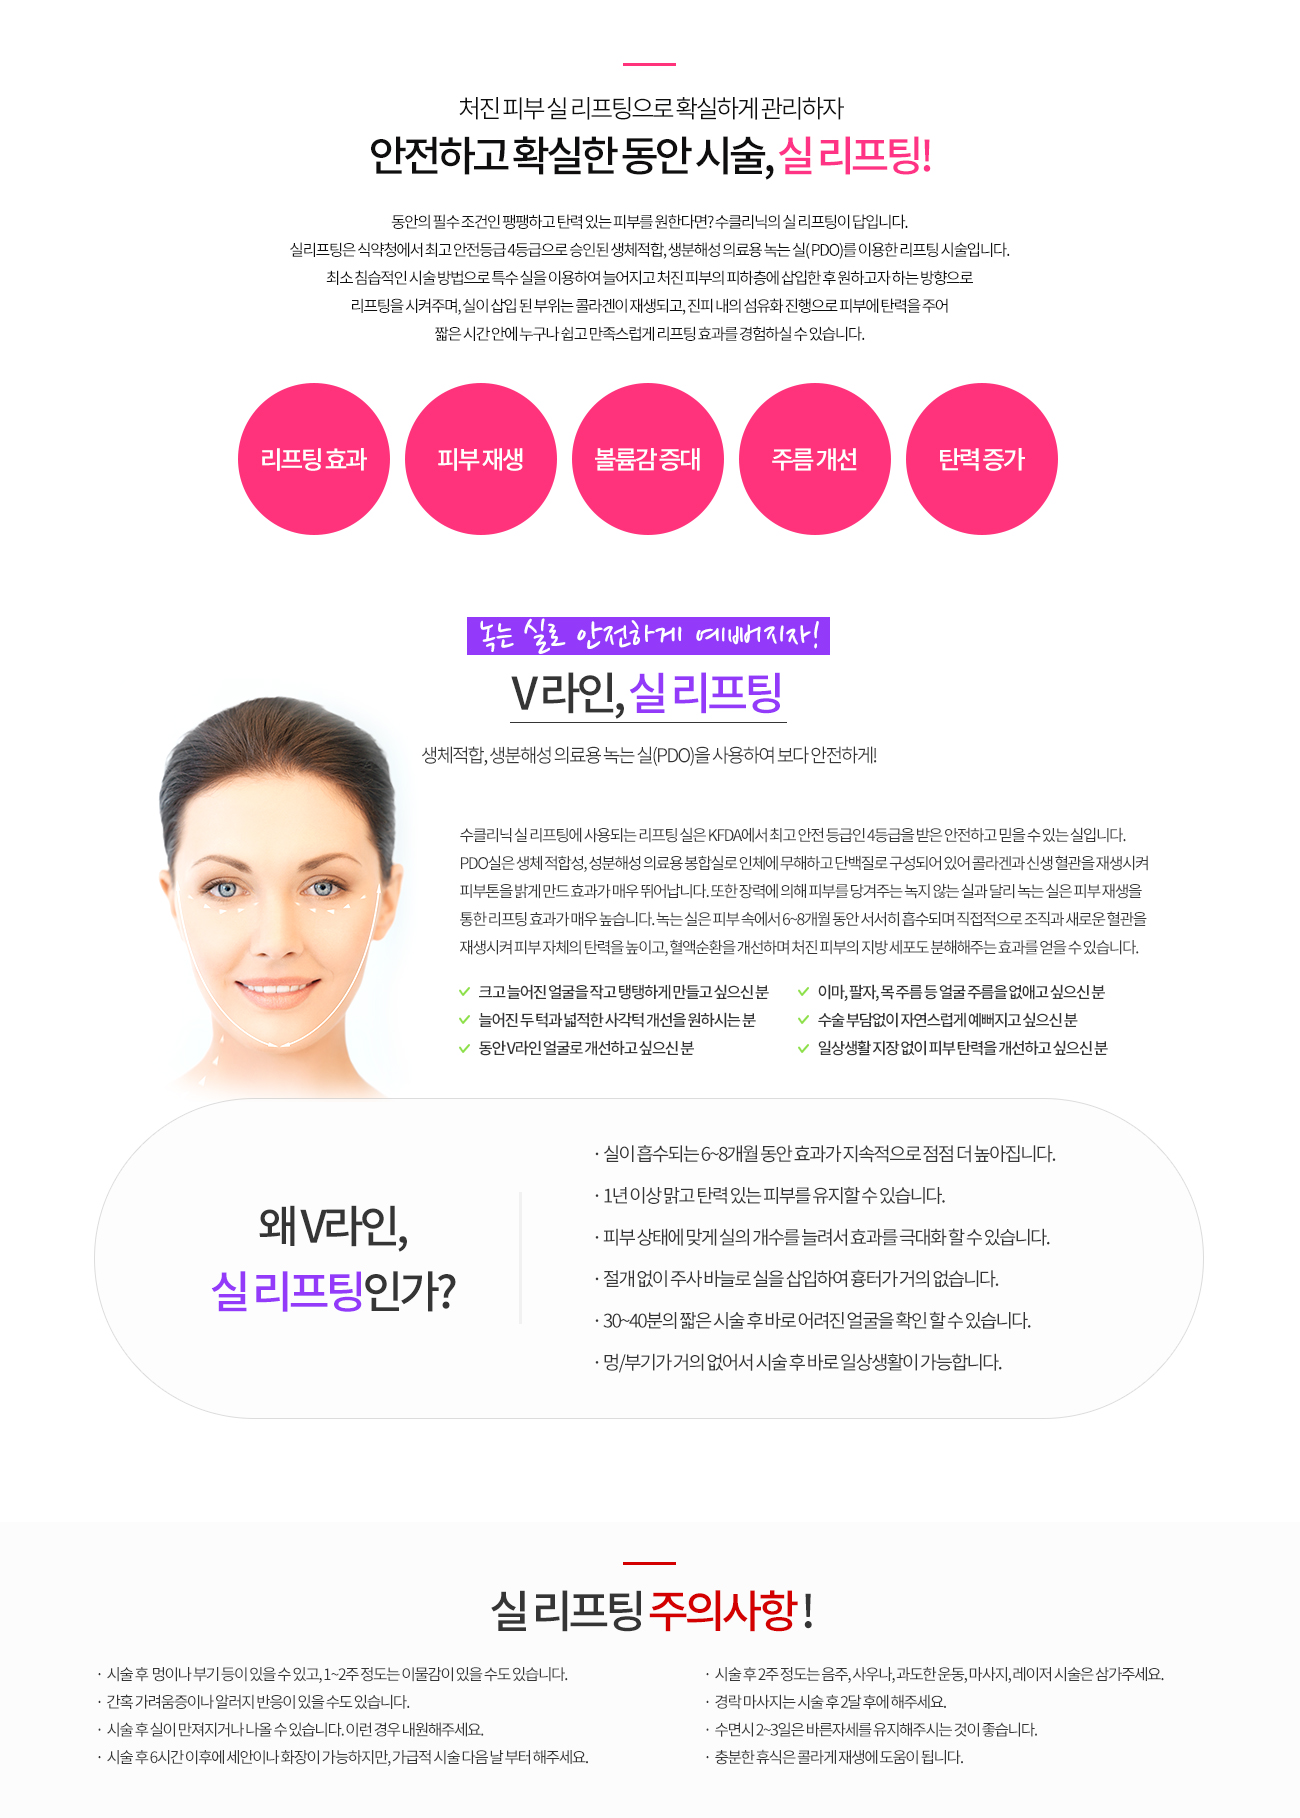 처진 피부 실 리프팅으로 확실하게 관리하자
안전하고 확실한 동안 시술, 실 리프팅!
동안의 필수 조건인 팽팽하고 탄력 있는 피부를 원한다면? 수클리닉의 실 리프팅이 답입니다.
실리프팅은 식약청에서 최고 안전등급 4등급으로 승인된 생체적합, 생분해성 의료용 녹는 실( PDO)를 이용한 리프팅 시술입니다.
최소 침습적인 시술 방법으로 특수 실을 이용하여 늘어지고 처진 피부의 피하층에 삽입한 후 원하고자 하는 방향으로
리프팅을 시켜주며, 실이 삽입 된 부위는 콜라겐이 재생되고, 진피 내의 섬유화 진행으로 피부에 탄력을 주어
짧은 시간 안에 누구나 쉽고 만족스럽게 리프팅 효과를 경험하실 수 있습니다.
리프팅 효과
피부 재생
볼륨감 증대
주름 개선
탄력 증가
녹는 실로 안전하게 예뻐지자!
V 라인, 실 리프팅
생체적합, 생분해성 의료용 녹는 실(PDO)을 사용하여 보다 안전하게!
수클리닉 실 리프팅에 사용되는 리프팅 실은 KFDA에서 최고 안전 등급인 4등급을 받은 안전하고 믿을 수 있는 실입니다.
PDO실은 생체 적합성, 성분해성 의료용 봉합실로 인체에 무해하고 단백질로 구성되어 있어 콜라겐과 신생 혈관을 재생시켜
피부톤을 밝게 만드 효과가 매우 뛰어납니다. 또한 장력에 의해 피부를 당겨주는 녹지 않는 실과 달리 녹는 실은 피부 재생을
통한 리프팅 효과가 매우 높습니다. 녹는 실은 피부 속에서 6~8개월 동안 서서히 흡수되며 직접적으로 조직과 새로운 혈관을
재생시켜 피부 자체의 탄력을 높이고, 혈액순환을 개선하며 처진 피부의 지방 세포도 분해해주는 효과를 얻을 수 있습니다.
크고 늘어진 얼굴을 작고 탱탱하게 만들고 싶으신 분
이마, 팔자, 목 주름 등 얼굴 주름을 없애고 싶으신 분
늘어진 두 턱과 넓적한 사각턱 개선을 원하시는 분
수술 부담없이 자연스럽게 예뻐지고 싶으신 분
동안 V라인 얼굴로 개선하고 싶으신 분
일상생활 지장 없이 피부 탄력을 개선하고 싶으신 분
왜 V라인,
실 리프팅인가?
· 실이 흡수되는 6~8개월 동안 효과가 지속적으로 점점 더 높아집니다.
· 1년 이상 맑고 탄력 있는 피부를 유지할 수 있습니다.
· 피부 상태에 맞게 실의 개수를 늘려서 효과를 극대화 할 수 있습니다.
· 절개 없이 주사 바늘로 실을 삽입하여 흉터가 거의 없습니다.
· 30~40분의 짧은 시술 후 바로 어려진 얼굴을 확인 할 수 있습니다.
· 멍/부기가 거의 없어서 시술 후 바로 일상생활이 가능합니다.
실 리프팅 주의사항 !
· 시술 후 멍이나 부기 등이 있을 수 있고, 1~2주 정도는 이물감이 있을 수도 있습니다.
· 간혹 가려움증이나 알러지 반응이 있을 수도 있습니다.
· 시술 후 실이 만져지거나 나올 수 있습니다. 이런 경우 내원해주세요.
· 시술 후 6시간 이후에 세안이나 화장이 가능하지만, 가급적 시술 다음 날 부터 해주세요.
· 시술 후 2주 정도는 음주, 사우나, 과도한 운동, 마사지, 레이저 시술은 삼가주세요.
· 경락 마사지는 시술 후 2달 후에 해주세요.
· 수면시 2~3일은 바른자세를 유지해주시는 것이 좋습니다.
· 충분한 휴식은 콜라게 재생에 도움이 됩니다.